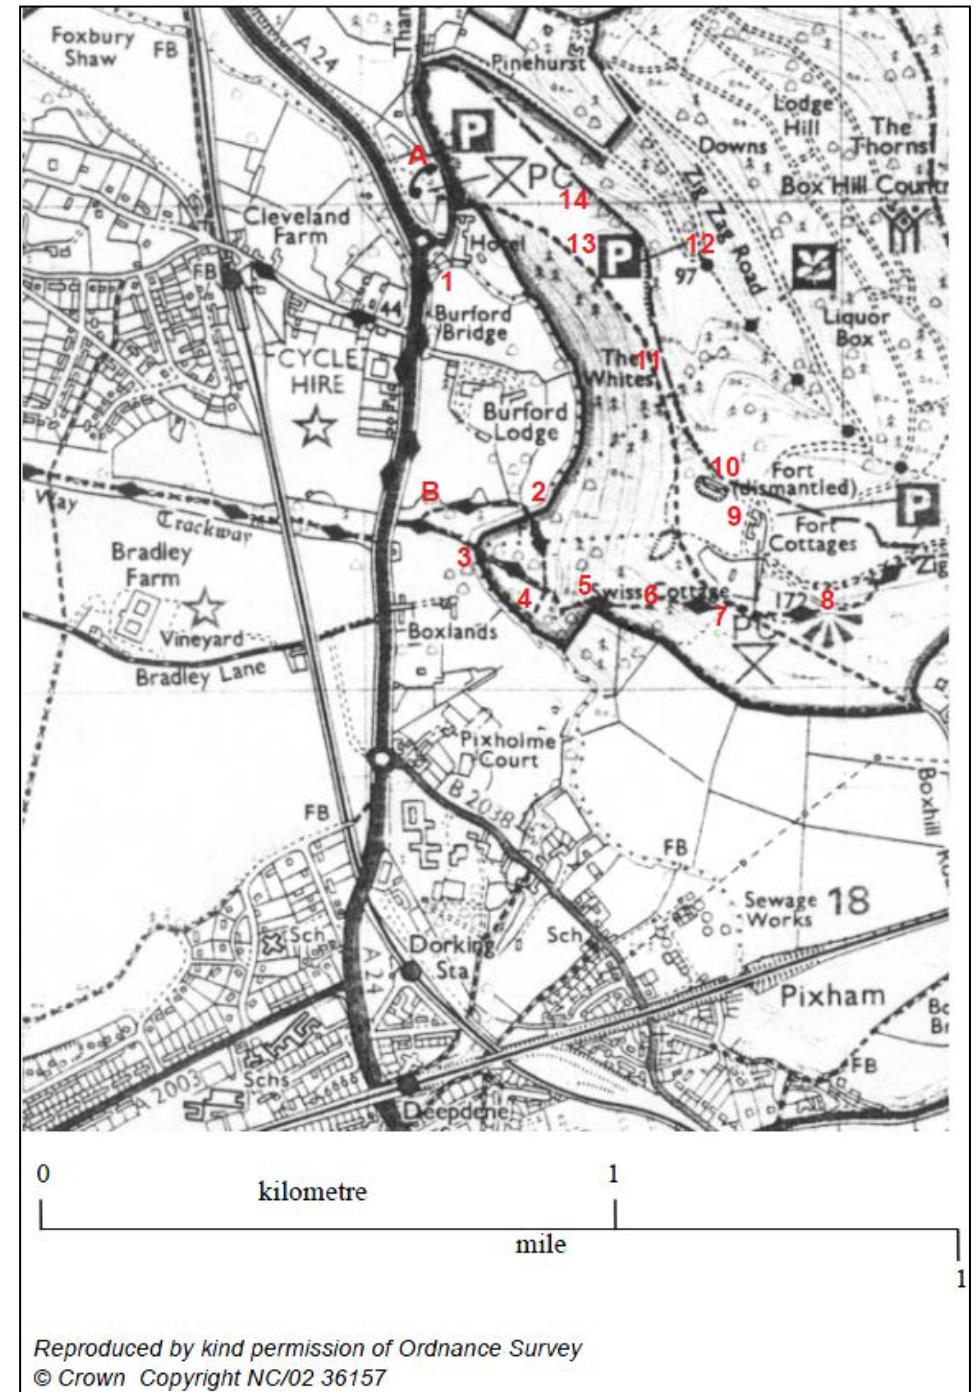 Foxbury
Shaw
FB
A 24
Than
Pinehurst
P
Lodge
Hill
The
Thorns
Downs
A
PC
14
Box Hill Countr
Zig Zag Road
Cleveland
Farm
Hotel
13
P
12
97
FB
1
44
Burford
Bridge
Liquor
Box
CYCLE
HIRE
The
Whites
11
Burford
Lodge
10
Fort
(dismantled)
B
2
9
P
Way
Trackway
Fort
Cottages
Bradley
Farm
3
Zig
4
5
Swiss Cottage
6
7
172
8
PC
Vineyard
Boxlands
Bradley Lane
Pixholme
Court
B 2038
Boxhill
FB
FB
Sewage
Works
18
Sch
Dorking
Sta
Sch
A 24
Pixham
Schs
A 2003
FB
Deepdene
0
1
kilometre
mile
1
Reproduced by kind permission of Ordnance Survey
© Crown Copyright NC/02 36157